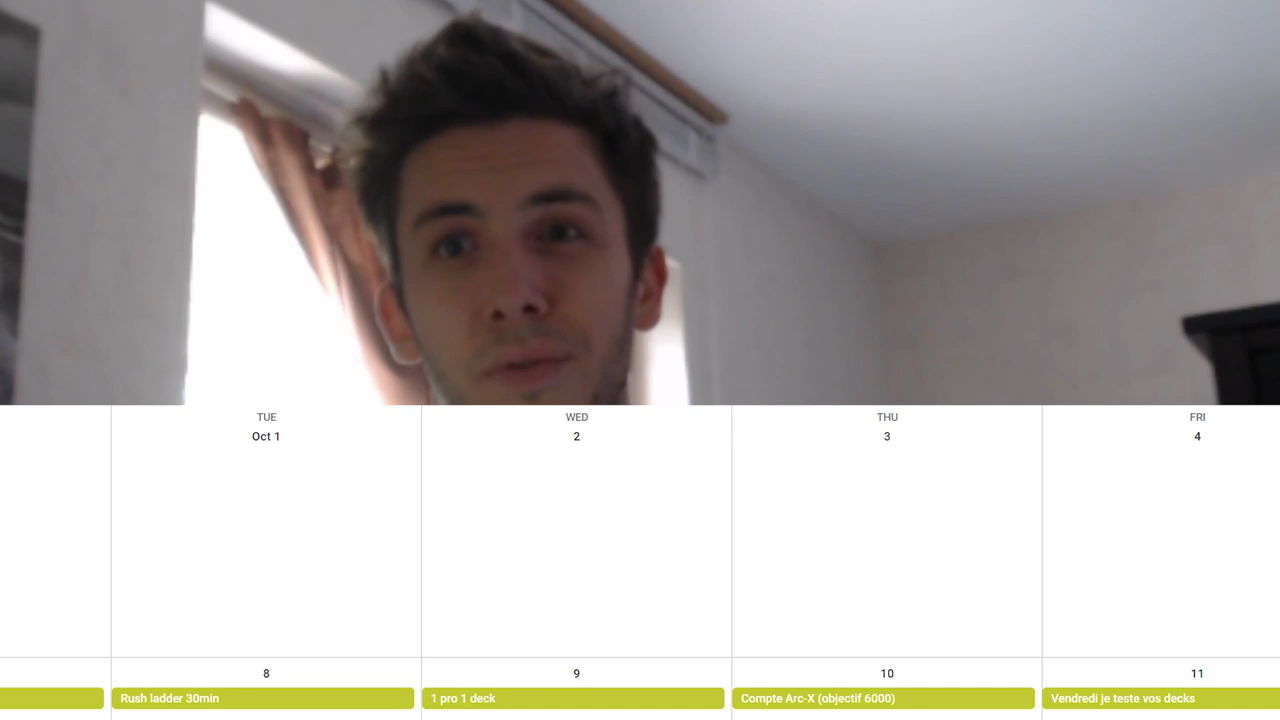 TUE WED THU FRI
Oct 1 2 3 4
8 9 10 11
Rush ladder 30min 1 pro 1 deck Compte Arc-X (objectif 6000) Vendredi je teste vos decks